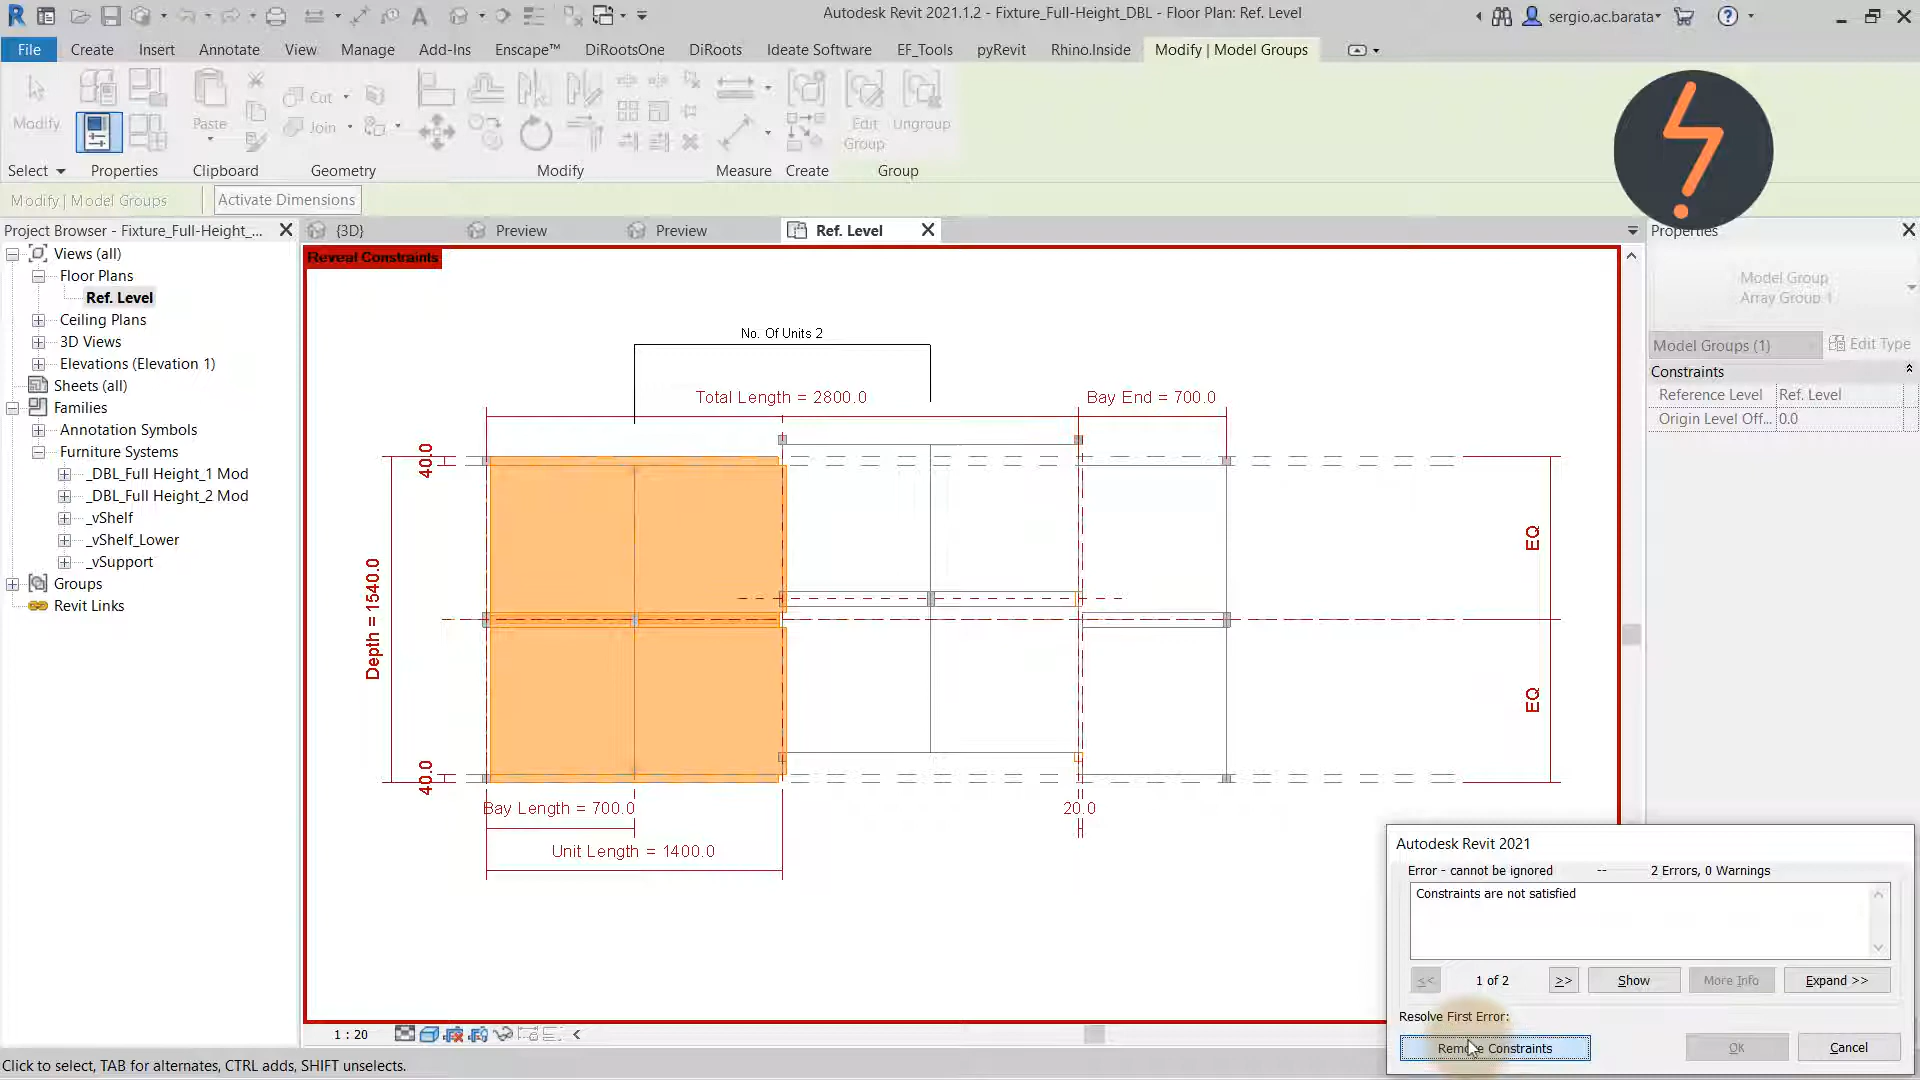 Autodesk Revit 2021.1.2 - Fixture_Full-Height_DBL - Floor Plan: Ref. Level
sergio.ac.barata
File Create Insert Annotate View Manage Add-Ins Enscape™ DiRootsOne DiRoots Ideate Software EF_Tools pyRevit Rhino.Inside Modify | Model Groups
Cut
Modify Paste Join Edit Group Ungroup
Select Properties Clipboard Geometry Modify Measure Create Group
Modify | Model Groups Activate Dimensions
Project Browser - Fixture_Full-Height_...
{3D} Preview Preview Ref. Level
Properties
Views (all)
Floor Plans
Ref. Level
Ceiling Plans
3D Views
Elevations (Elevation 1)
Sheets (all)
Families
Annotation Symbols
Furniture Systems
_DBL_Full Height_1 Mod
_DBL_Full Height_2 Mod
_vShelf
_vShelf_Lower
_vSupport
Groups
Revit Links
Reveal Constraints
No. Of Units 2
Total Length = 2800.0
Bay End = 700.0
40.0
Depth = 1540.0
40.0
EQ
EQ
Bay Length = 700.0
20.0
Unit Length = 1400.0
Model Group
Array Group 1
Model Groups (1)
Edit Type
Constraints
Reference Level Ref. Level
Origin Level Off... 0.0
Autodesk Revit 2021
Error - cannot be ignored -- 2 Errors, 0 Warnings
Constraints are not satisfied
<< 1 of 2 >> Show More Info Expand >>
Resolve First Error:
Remove Constraints OK Cancel
1 : 20
Click to select, TAB for alternates, CTRL adds, SHIFT unselects.